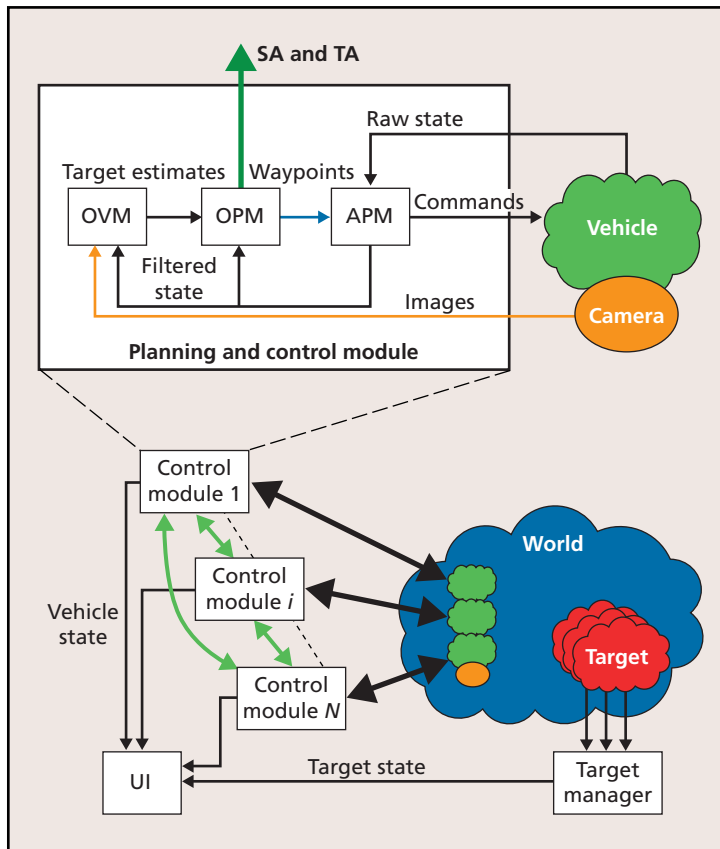 SA and TA
Raw state
Target estimates
Waypoints
OVM
OPM
APM
Commands
Vehicle
Filtered
state
Images
Camera
Planning and control module
Control
module 1
World
Control
module i
Vehicle
state
Target
Control
module N
UI
Target state
Target
manager